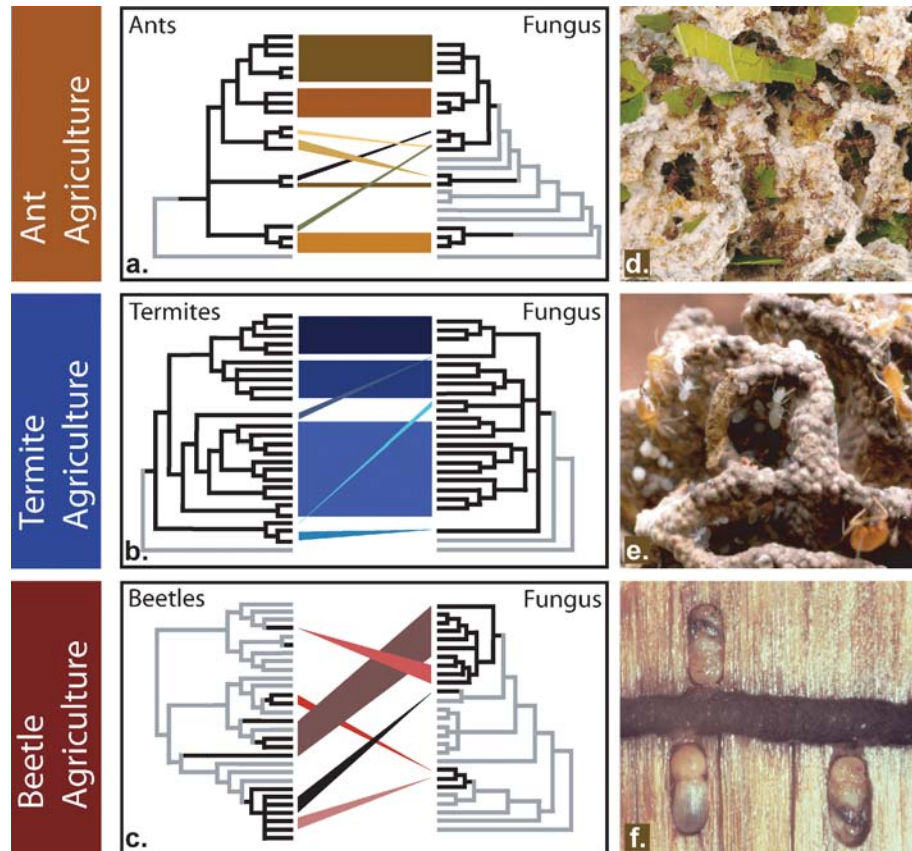 Ant
Agriculture
Ants
Fungus
a.
d.
Termite
Agriculture
Termites
Fungus
b.
e.
Beetle
Agriculture
Beetles
Fungus
c.
f.